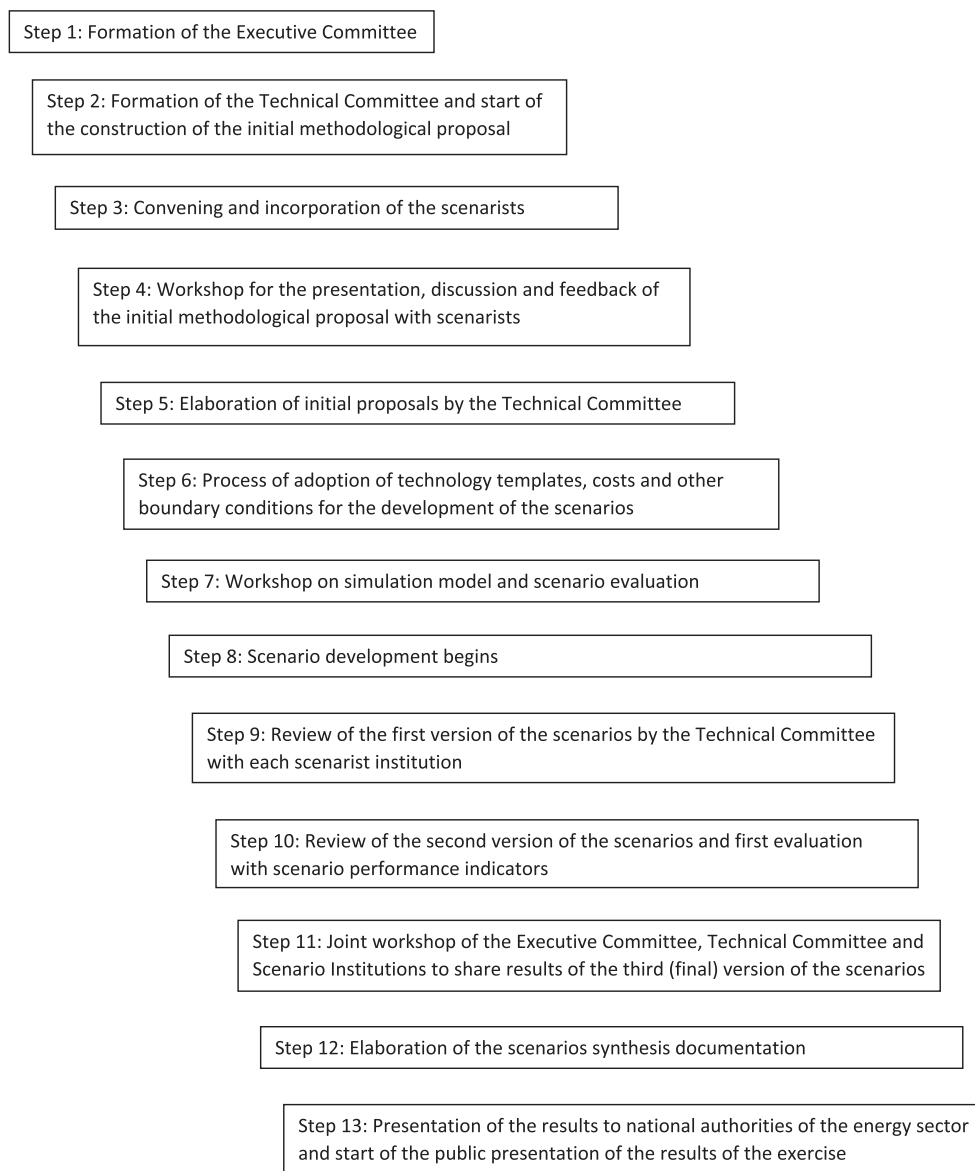 Step 1: Formation of the Executive Committee
Step 2: Formation of the Technical Committee and start of
the construction of the initial methodological proposal
Step 3: Convening and incorporation of the scenarists
Step 4: Workshop for the presentation, discussion and feedback of
the initial methodological proposal with scenarists
Step 5: Elaboration of initial proposals by the Technical Committee
Step 6: Process of adoption of technology templates, costs and other
boundary conditions for the development of the scenarios
Step 7: Workshop on simulation model and scenario evaluation
Step 8: Scenario development begins
Step 9: Review of the first version of the scenarios by the Technical Committee
with each scenarist institution
Step 10: Review of the second version of the scenarios and first evaluation
with scenario performance indicators
Step 11: Joint workshop of the Executive Committee, Technical Committee and
Scenario Institutions to share results of the third (final) version of the scenarios
Step 12: Elaboration of the scenarios synthesis documentation
Step 13: Presentation of the results to national authorities of the energy sector
and start of the public presentation of the results of the exercise